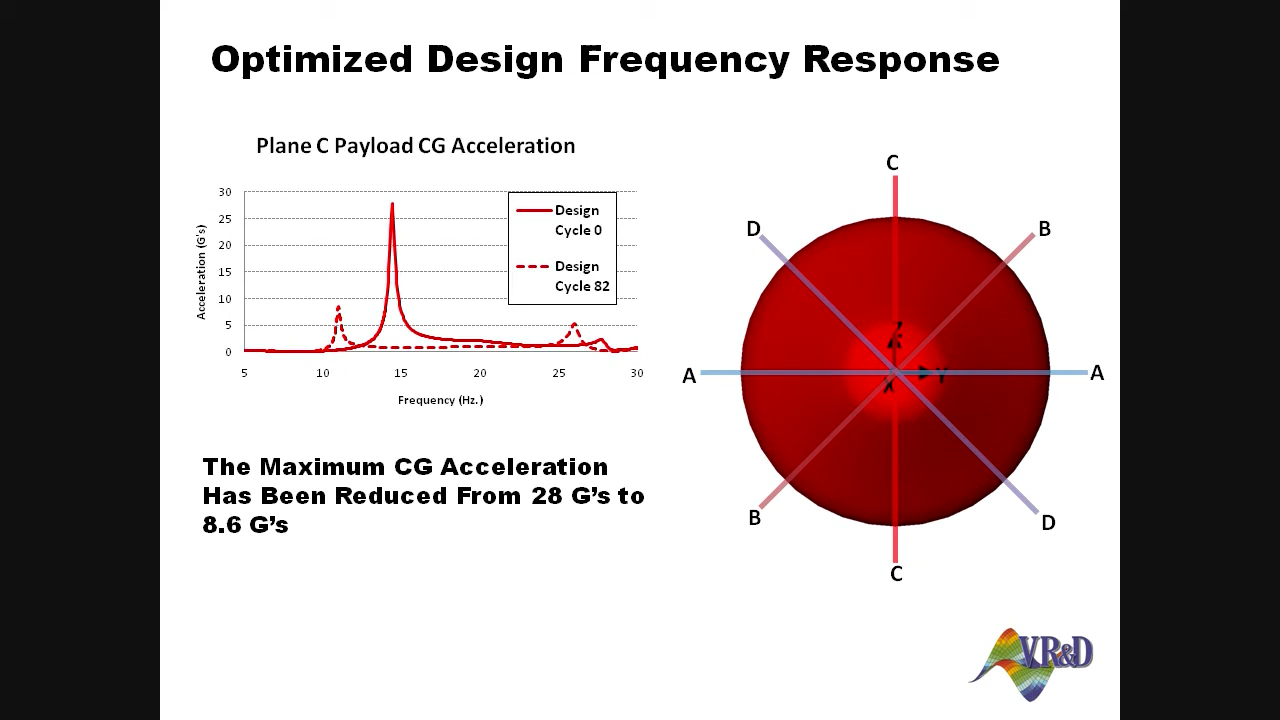 Optimized Design Frequency Response
Plane C Payload CG Acceleration
Acceleration (G's)
30
25
20
15
10
5
0
5 10 15 20 25 30
Frequency (Hz.)
Design
Cycle 0
Design
Cycle 82
The Maximum CG Acceleration
Has Been Reduced From 28 G’s to
8.6 G’s
C
D
B
Z
A
X
Y
A
B
D
C
VR&D